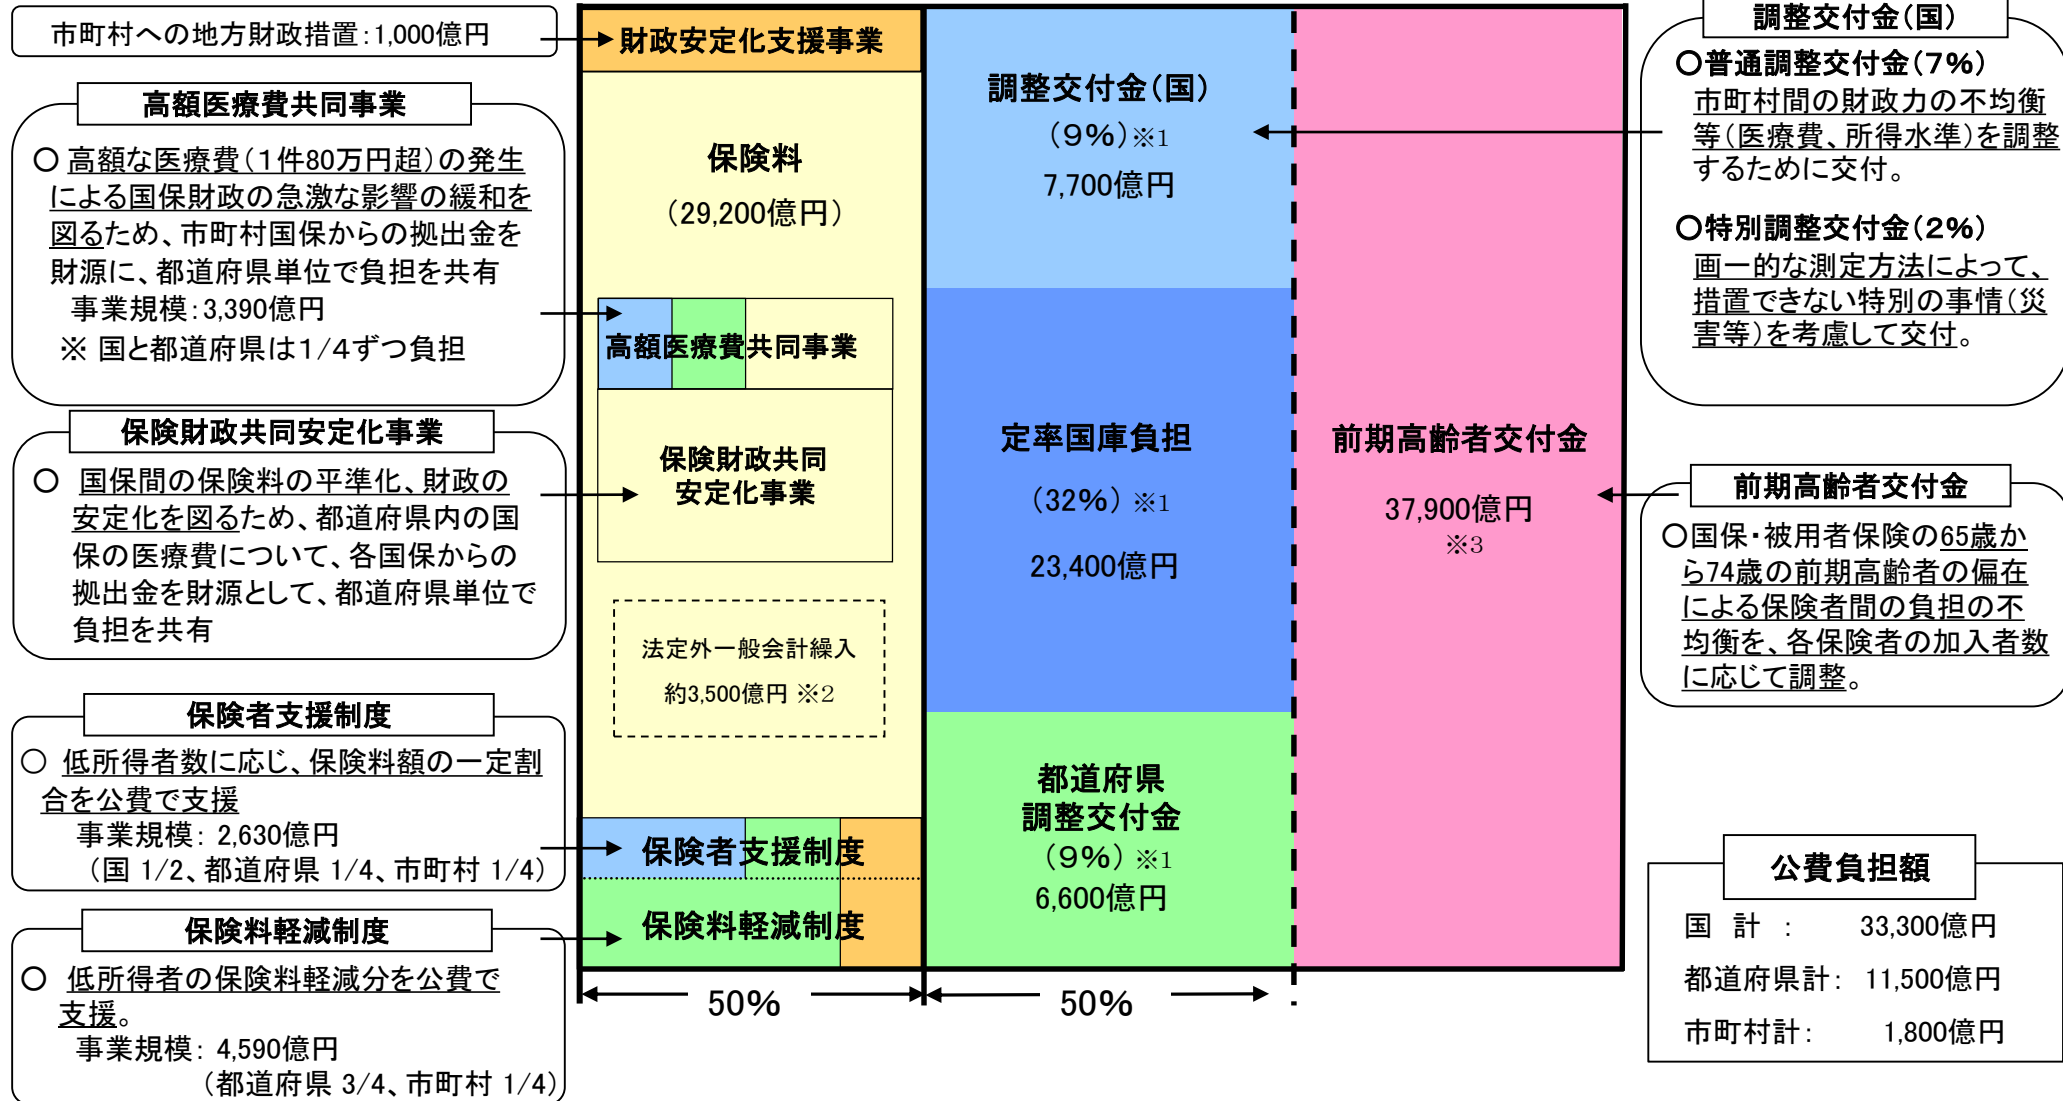 市町村への地方財政措置：1,000億円
高額医療費共同事業
○ 高額な医療費（１件80万円超）の発生
による国保財政の急激な影響の緩和を
図るため、市町村国保からの拠出金を
財源に、都道府県単位で負担を共有
事業規模：3,390億円
※ 国と都道府県は１/４ずつ負担
保険財政共同安定化事業
○ 国保間の保険料の平準化、財政の
安定化を図るため、都道府県内の国
保の医療費について、各国保からの
拠出金を財源として、都道府県単位で
負担を共有
保険者支援制度
○ 低所得者数に応じ、保険料額の一定割
合を公費で支援
事業規模： 2,630億円
（国 1/2、都道府県 1/4、市町村 1/4）
保険料軽減制度
○ 低所得者の保険料軽減分を公費で
支援。
事業規模： 4,590億円
（都道府県 3/4、市町村 1/4）
財政安定化支援事業
保険料
（29,200億円）
高額医療費共同事業
保険財政共同
安定化事業
法定外一般会計繰入
約3,500億円 ※2
保険者支援制度
保険料軽減制度
50％
調整交付金（国）
（９％）※1
7,700億円
定率国庫負担
（32％）※1
23,400億円
都道府県
調整交付金
（９％）※1
6,600億円
50％
前期高齢者交付金
37,900億円
※3
調整交付金（国）
○普通調整交付金（７％）
市町村間の財政力の不均衡
等（医療費、所得水準）を調整
するために交付。
○特別調整交付金（２％）
画一的な測定方法によって、
措置できない特別の事情（災
害等）を考慮して交付。
前期高齢者交付金
○国保・被用者保険の65歳か
ら74歳の前期高齢者の偏在
による保険者間の負担の不
均衡を、各保険者の加入者数
に応じて調整。
公費負担額
国 計 ： 33,300億円
都道府県計： 11,500億円
市町村計： 1,800億円